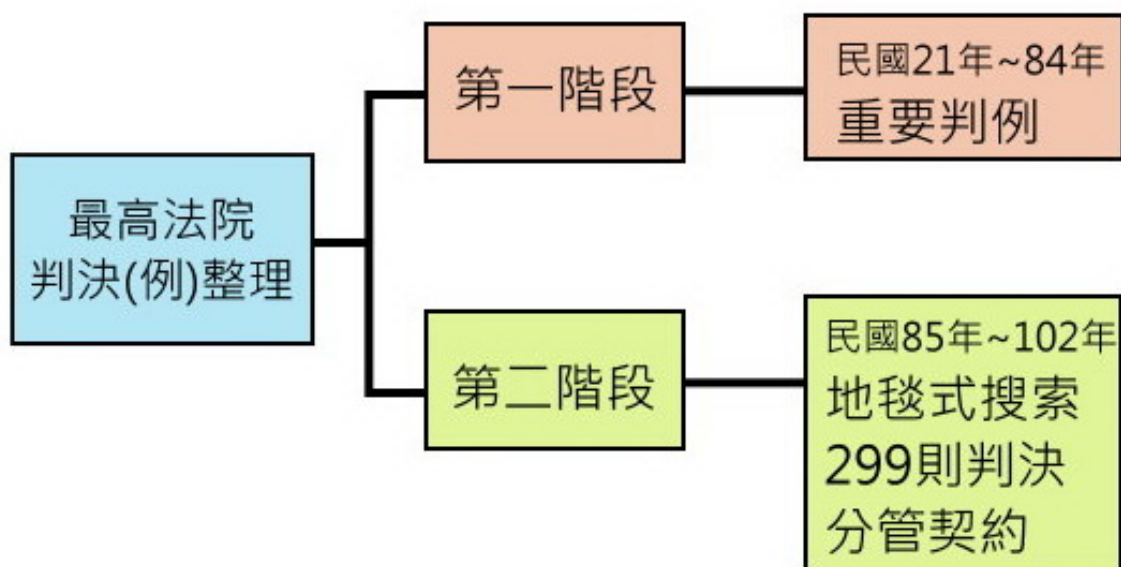 最高法院
判決(例)整理
第一階段
民國21年~84年
重要判例
第二階段
民國85年~102年
地毯式搜索
299則判決
分管契約